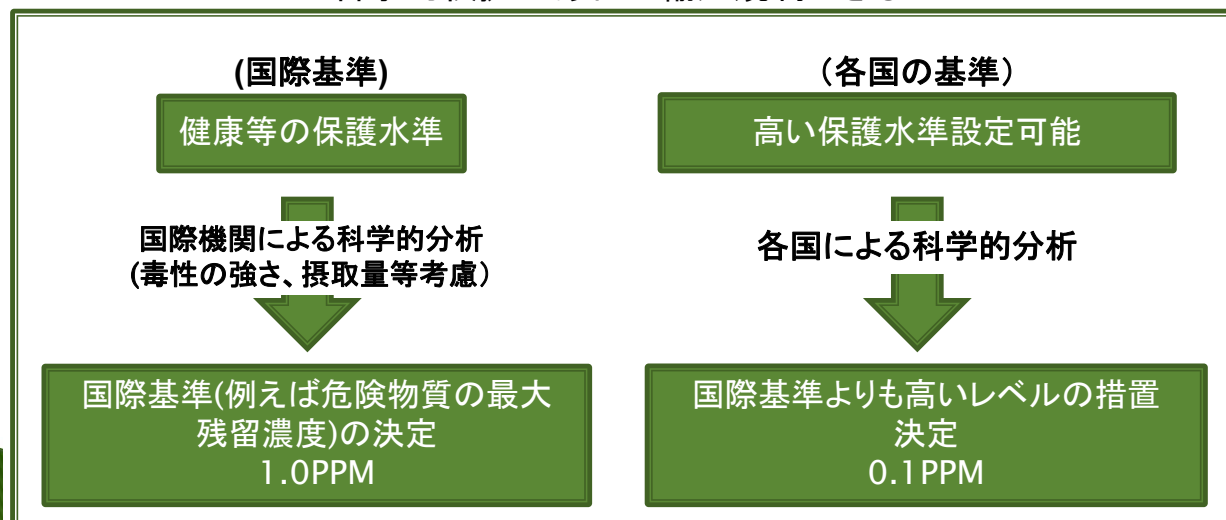 (国際基準)
健康等の保護水準
国際機関による科学的分析
(毒性の強さ、摂取量等考慮）
国際基準(例えば危険物質の最大
残留濃度)の決定
1.0PPM
（各国の基準）
高い保護水準設定可能
各国による科学的分析
国際基準よりも高いレベルの措置
決定
0.1PPM